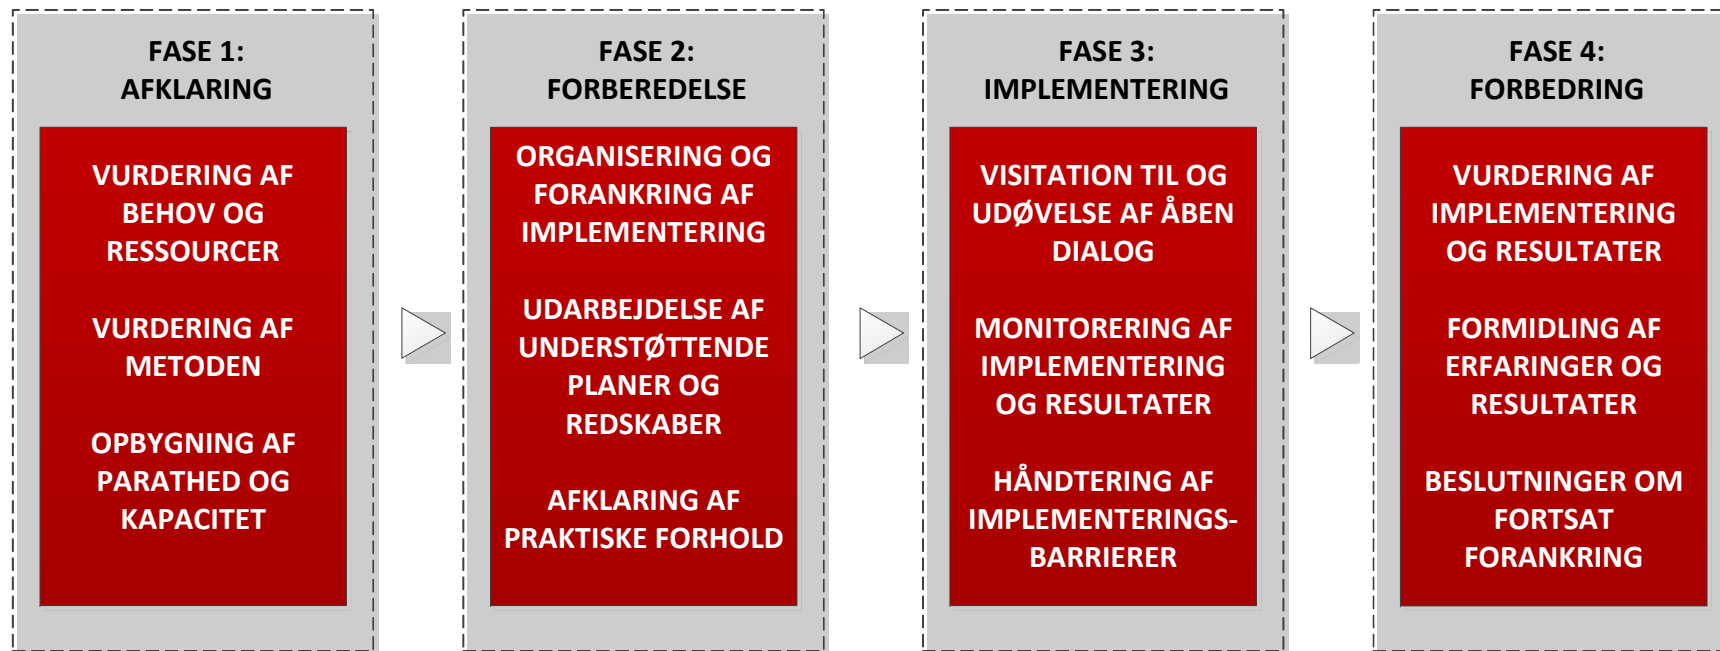 FASE 1:
AFKLARING
VURDERING AF
BEHOV OG
RESSOURCER
VURDERING AF
METODEN
OPBYGNING AF
PARATHED OG
KAPACITET
FASE 2:
FORBEREDELSE
ORGANISERING OG
FORANKRING AF
IMPLEMENTERING
UDARBEJDELSE AF
UNDERSTØTTENDE
PLANER OG
REDSKABER
AFKLARING AF
PRAKTISKE FORHOLD
FASE 3:
IMPLEMENTERING
VISITATION TIL OG
UDØVELSE AF ÅBEN
DIALOG
MONITORERING AF
IMPLEMENTERING
OG RESULTATER
HÅNDTERING AF
IMPLEMENTERINGS-
BARRIERER
FASE 4:
FORBEDRING
VURDERING AF
IMPLEMENTERING
OG RESULTATER
FORMIDLING AF
ERFARINGER OG
RESULTATER
BESLUTNINGER OM
FORTSAT
FORANKRING